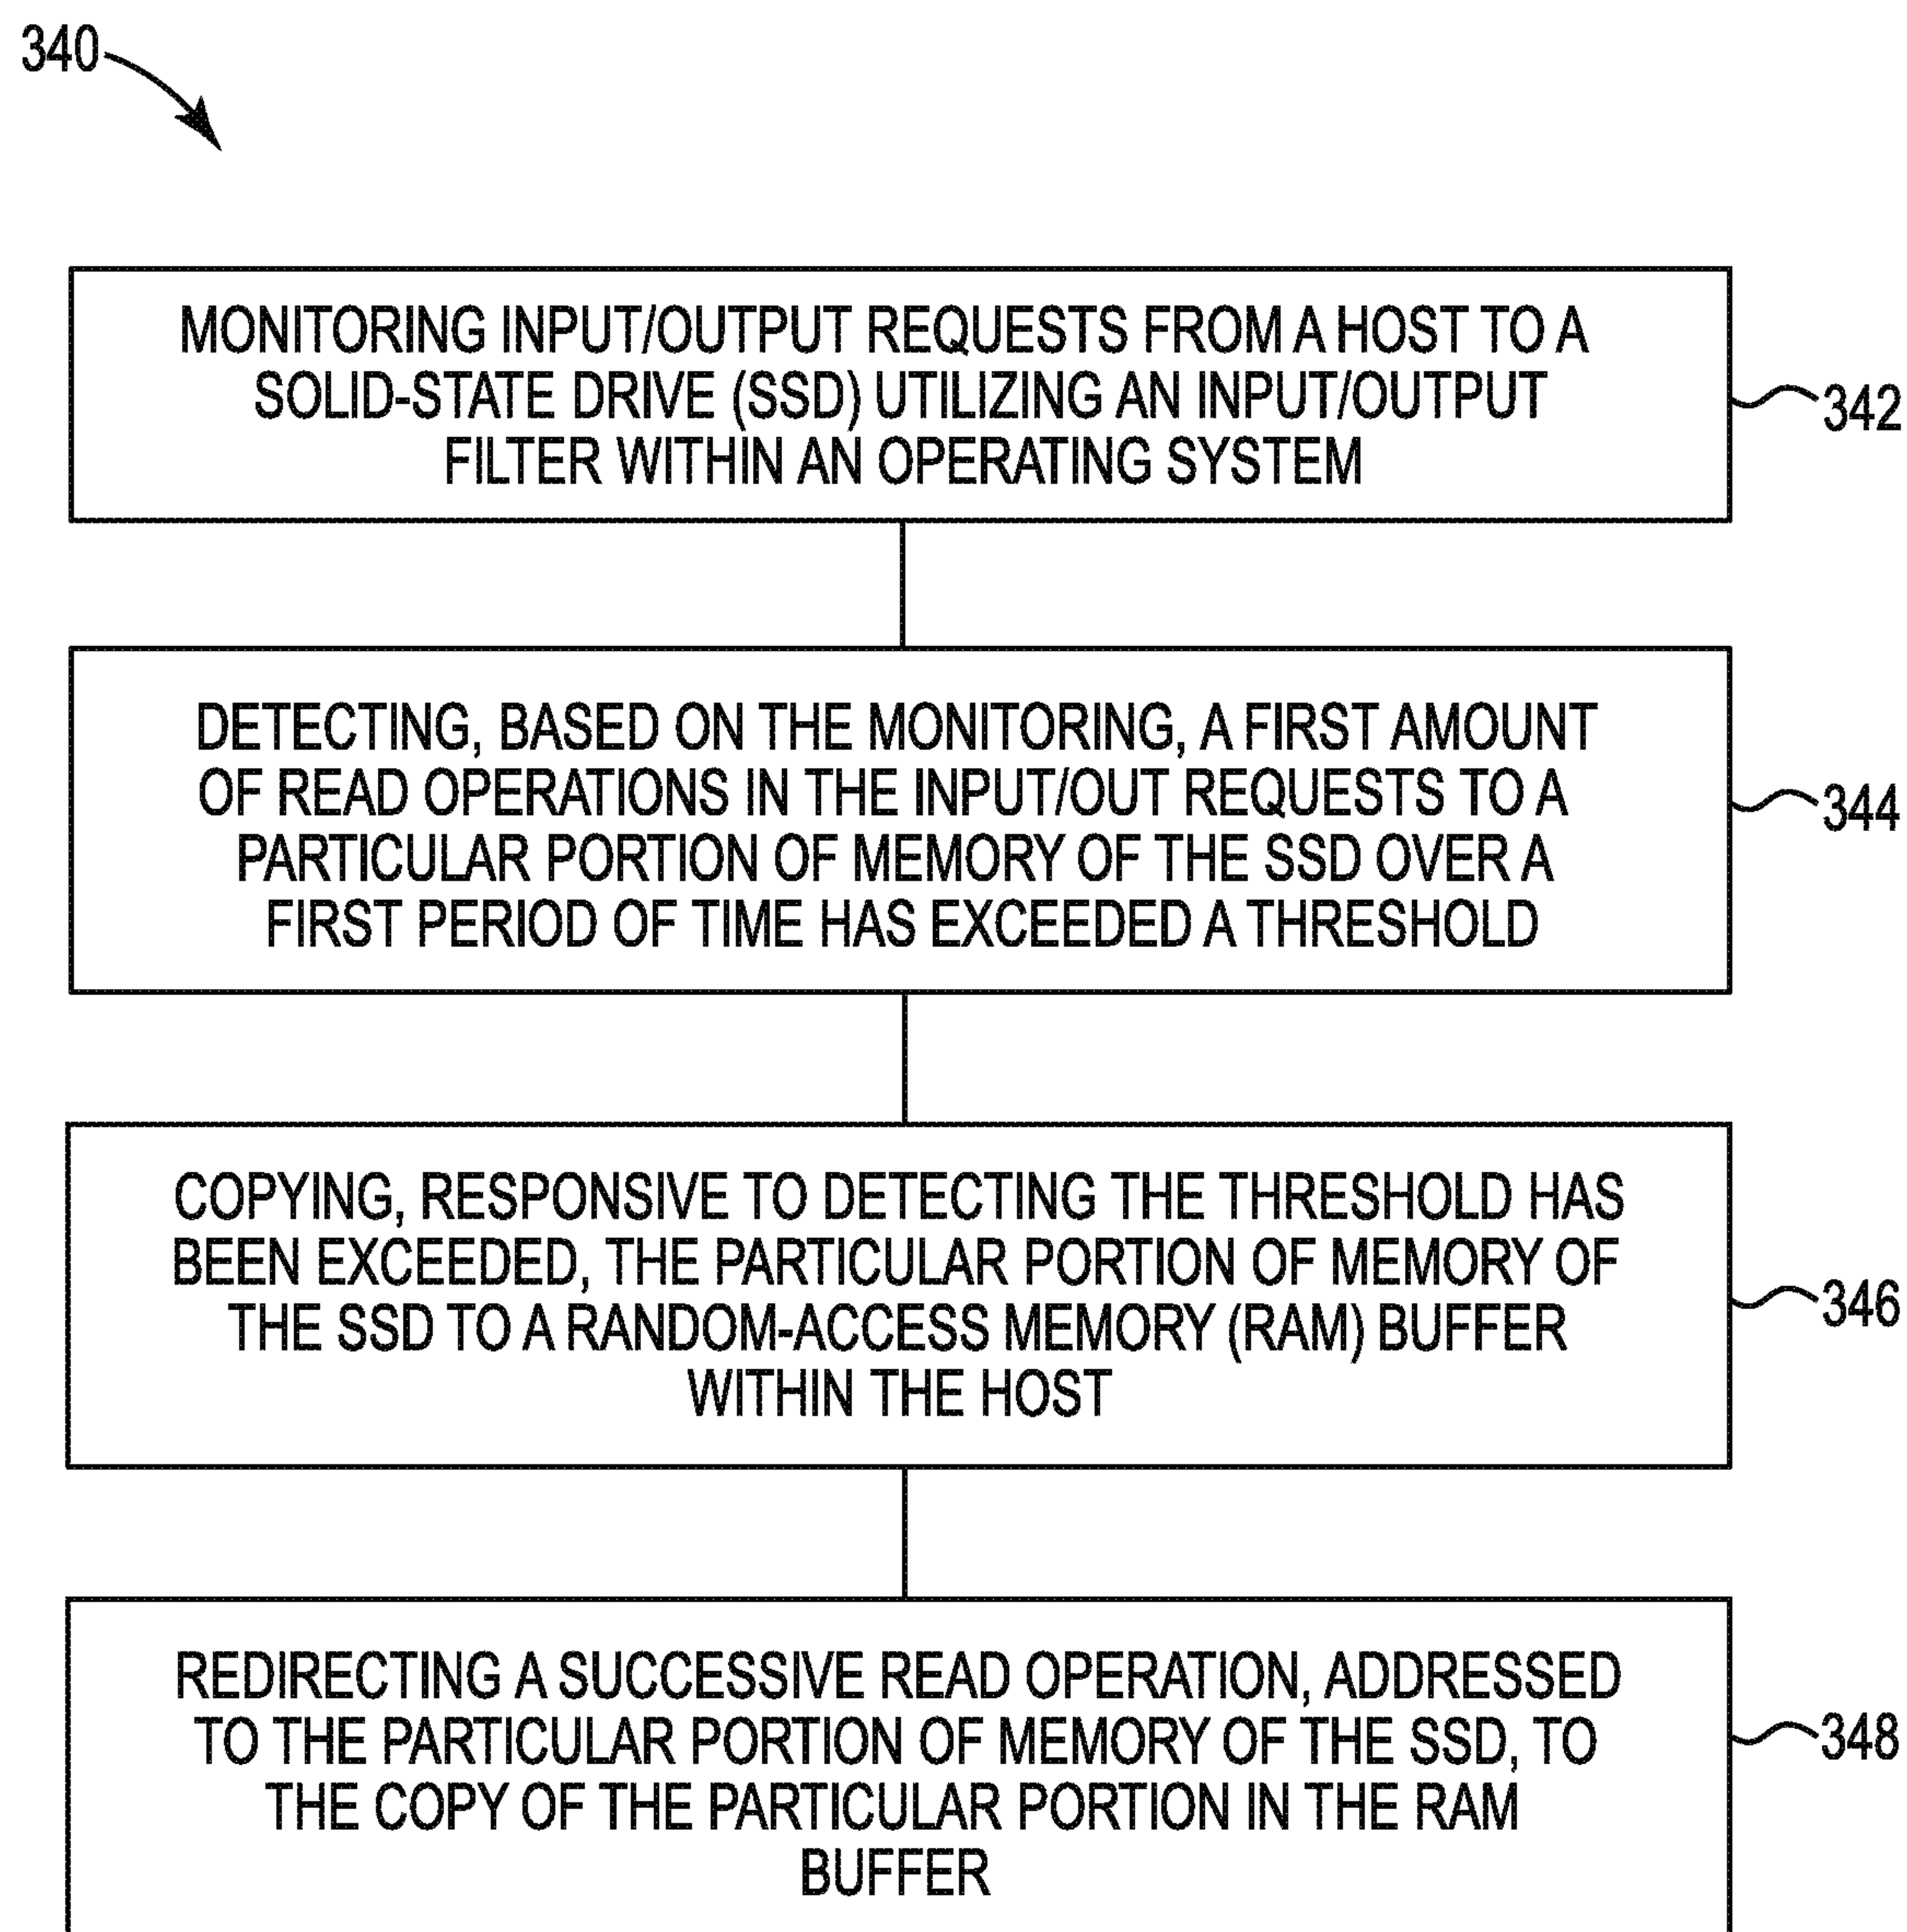 340
MONITORING INPUT/OUTPUT REQUESTS FROM A HOST TO A
SOLID-STATE DRIVE (SSD) UTILIZING AN INPUT/OUTPUT
FILTER WITHIN AN OPERATING SYSTEM
342
DETECTING, BASED ON THE MONITORING, A FIRST AMOUNT
OF READ OPERATIONS IN THE INPUT/OUT REQUESTS TO A
PARTICULAR PORTION OF MEMORY OF THE SSD OVER A
FIRST PERIOD OF TIME HAS EXCEEDED A THRESHOLD
344
COPYING, RESPONSIVE TO DETECTING THE THRESHOLD HAS
BEEN EXCEEDED, THE PARTICULAR PORTION OF MEMORY OF
THE SSD TO A RANDOM-ACCESS MEMORY (RAM) BUFFER
WITHIN THE HOST
346
REDIRECTING A SUCCESSIVE READ OPERATION, ADDRESSED
TO THE PARTICULAR PORTION OF MEMORY OF THE SSD, TO
THE COPY OF THE PARTICULAR PORTION IN THE RAM
BUFFER
348